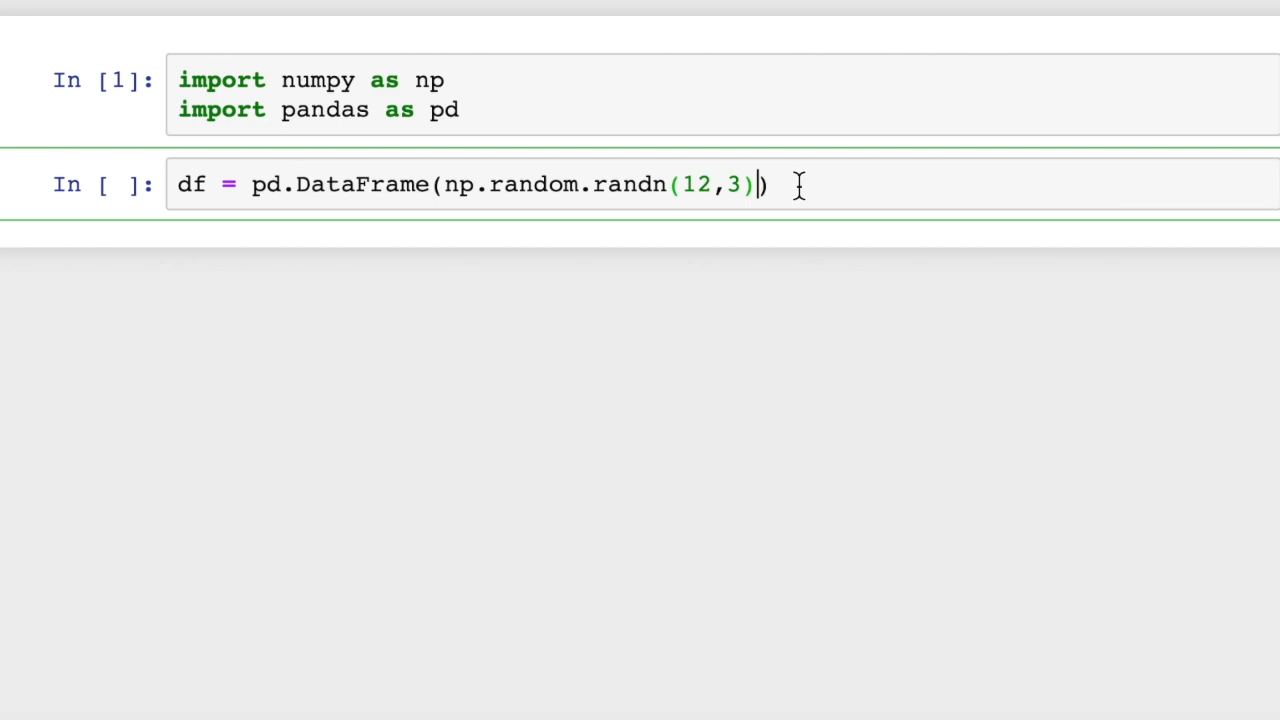 In [1]: import numpy as np
import pandas as pd
In [ ]: df = pd.DataFrame(np.random.randn(12,3))